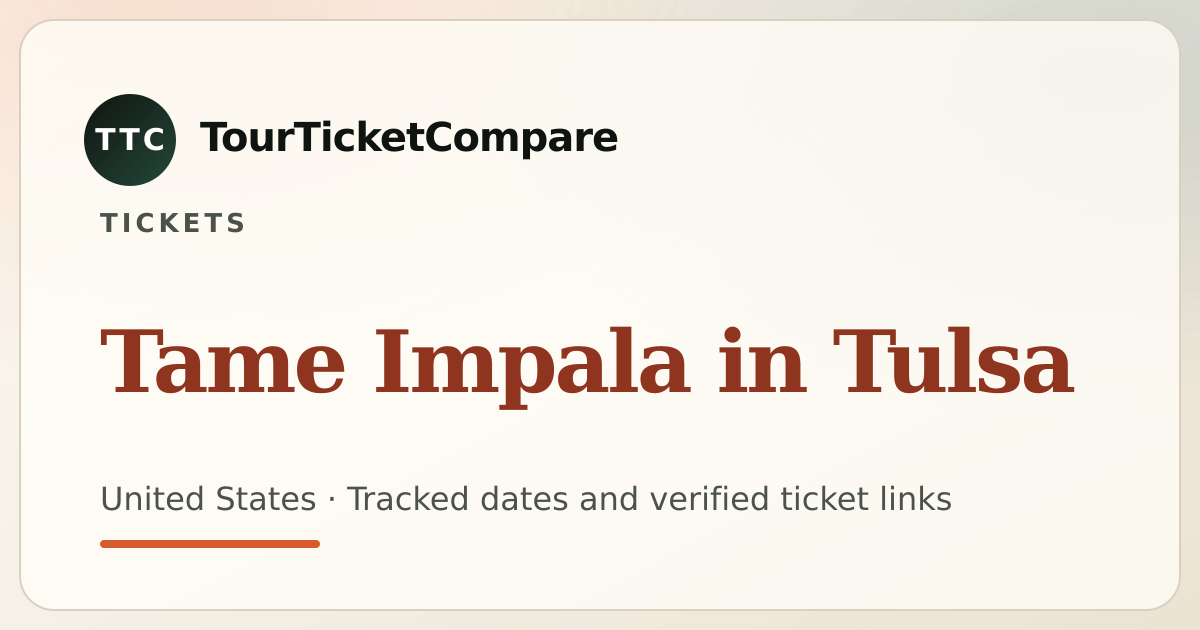 TTC TourTicketCompare
TICKETS
Tame Impala in Tulsa
United States · Tracked dates and verified ticket links